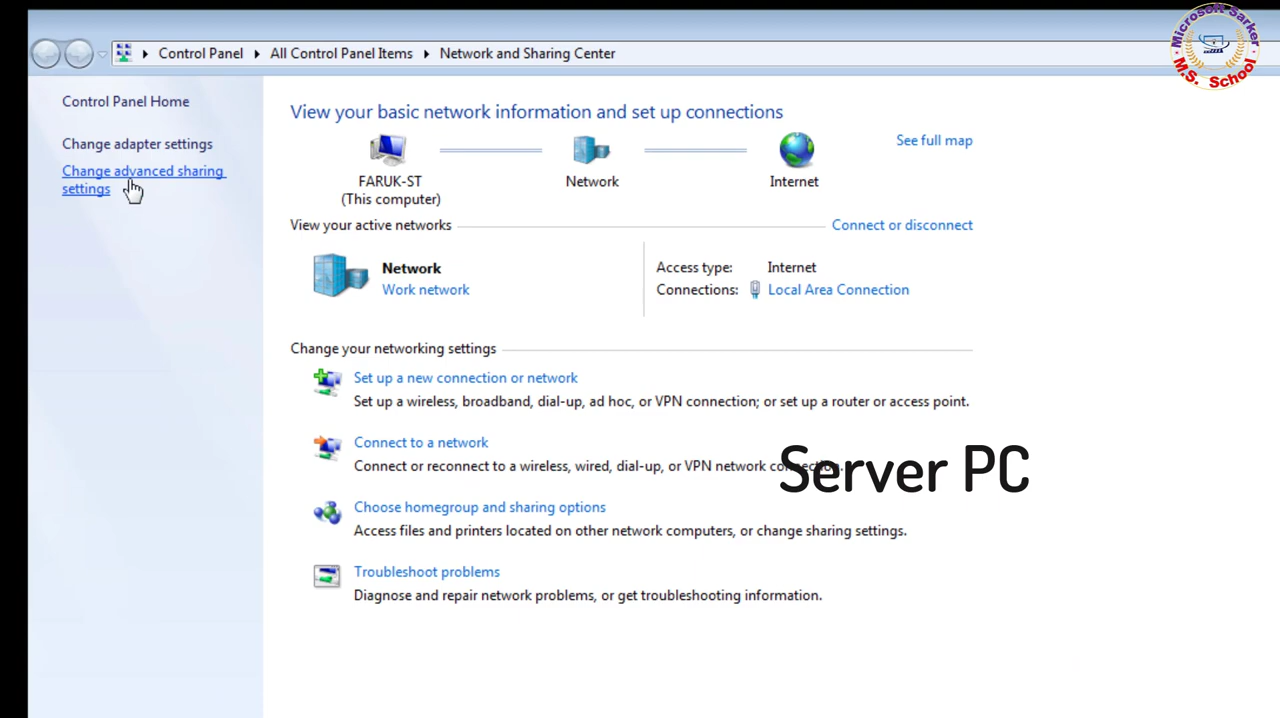 Microsoft Sarker
M.S. School
Control Panel
All Control Panel Items
Network and Sharing Center
Control Panel Home
Change adapter settings
Change advanced sharing
settings
View your basic network information and set up connections
See full map
FARUK-ST
(This computer)
Network
Internet
View your active networks
Connect or disconnect
Network
Work network
Access type: Internet
Connections: Local Area Connection
Change your networking settings
Set up a new connection or network
Set up a wireless, broadband, dial-up, ad hoc, or VPN connection; or set up a router or access point.
Connect to a network
Connect or reconnect to a wireless, wired, dial-up, or VPN network connection.
Server PC
Choose homegroup and sharing options
Access files and printers located on other network computers, or change sharing settings.
Troubleshoot problems
Diagnose and repair network problems, or get troubleshooting information.